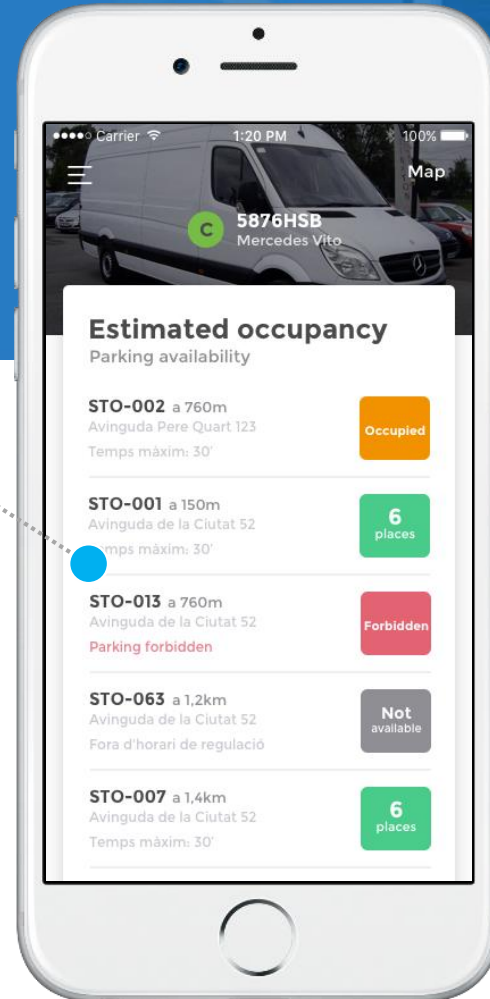 Carrier 1:20 PM 100%
Map
C 5876HSB
Mercedes Vito
Estimated occupancy
Parking availability
STO-002 a 760m
Avinguda Pere Quart 123
Temps màxim: 30'
Occupied
STO-001 a 150m
Avinguda de la Ciutat 52
màxim: 30'
6
places
STO-013 a 760m
Avinguda de la Ciutat 52
Parking forbidden
Forbidden
STO-063 a 1,2km
Avinguda de la Ciutat 52
Fora d'horari de regulació
Not
available
STO-007 a 1,4km
Avinguda de la Ciutat 52
Temps màxim: 30'
6
places